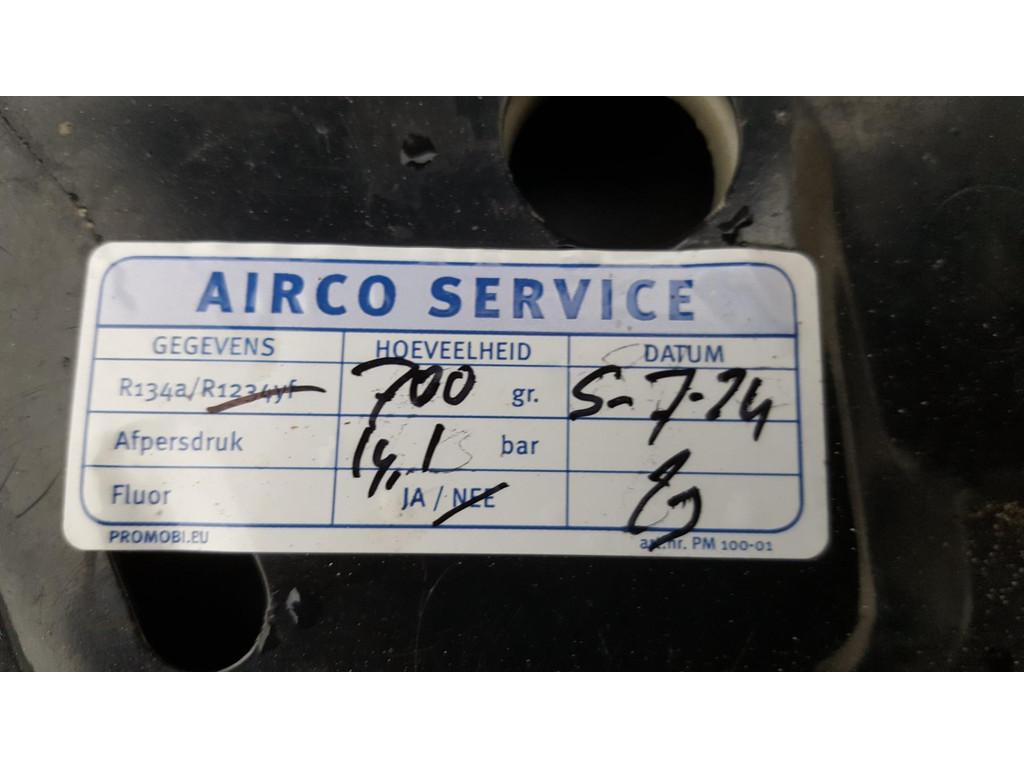 AIRCO SERVICE
GEGEVENS HOEVEELHEID DATUM
R134a/R1234yf 700 gr. 5-7-24
Afpersdruk 14,1 bar
Fluor JA / NEE
PROMOBI.EU art.nr. PM 100-01